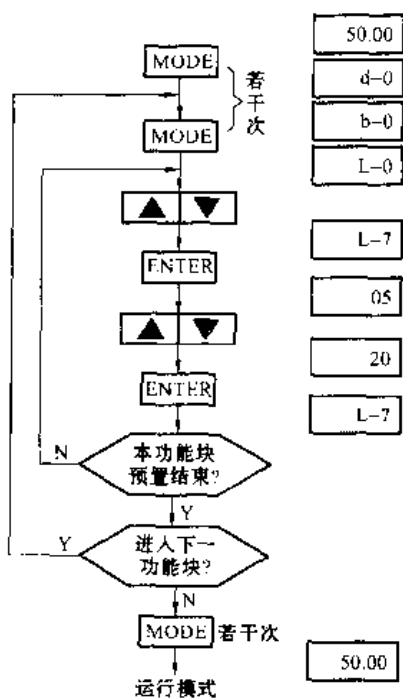 50.00
MODE
d-0
若干次
b-0
MODE
L-0
▲ ▼
L-7
ENTER
05
▲ ▼
20
ENTER
L-7
N
本功能块
预置结束?
Y
Y
进入下一
功能块?
N
MODE 若干次
50.00
运行模式